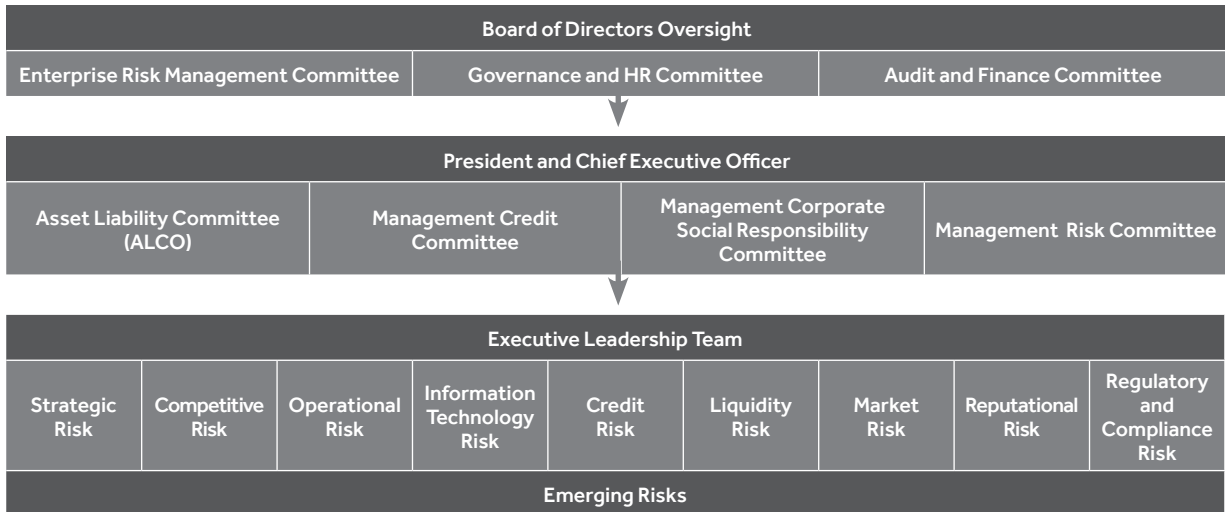 Board of Directors Oversight
Enterprise Risk Management Committee
Governance and HR Committee
Audit and Finance Committee
President and Chief Executive Officer
Asset Liability Committee
(ALCO)
Management Credit
Committee
Management Corporate
Social Responsibility
Committee
Management Risk Committee
Executive Leadership Team
Strategic
Risk
Competitive
Risk
Operational
Risk
Information
Technology
Risk
Credit
Risk
Liquidity
Risk
Market
Risk
Reputational
Risk
Regulatory
and
Compliance
Risk
Emerging Risks